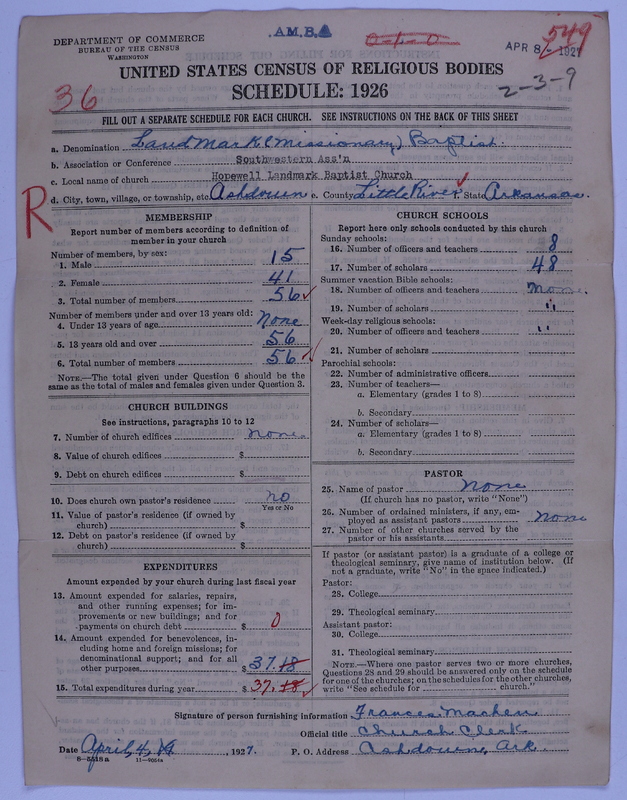 .AM.B.
DEPARTMENT OF COMMERCE
BUREAU OF THE CENSUS
WASHINGTON
0-1-0
549
APR 8 - 1927
2-3-9
36
UNITED STATES CENSUS OF RELIGIOUS BODIES
SCHEDULE: 1926
FILL OUT A SEPARATE SCHEDULE FOR EACH CHURCH. SEE INSTRUCTIONS ON THE BACK OF THIS SHEET
a. Denomination Landmark (Missionary) Baptist.
b. Association or Conference Southwestern Ass'n
c. Local name of church Hopewell Landmark Baptist Church
d. City, town, village, or township, etc. Ashdown e. County Little River f. State Arkansas.
R
MEMBERSHIP
Report number of members according to definition of
member in your church
Number of members, by sex:
1. Male 15
2. Female 41
3. Total number of members 56
Number of members under and over 13 years old:
4. Under 13 years of age None
5. 13 years old and over 56
6. Total number of members 56
NOTE.—The total given under Question 6 should be the
same as the total of males and females given under Question 3.
CHURCH BUILDINGS
See instructions, paragraphs 10 to 12
7. Number of church edifices none.
8. Value of church edifices $
9. Debt on church edifices $
10. Does church own pastor's residence no
Yes or No
11. Value of pastor's residence (if owned by
church) $
12. Debt on pastor's residence (if owned by
church) $
EXPENDITURES
Amount expended by your church during last fiscal year
13. Amount expended for salaries, repairs,
and other running expenses; for im-
provements or new buildings; and for
payments on church debt $ 0
14. Amount expended for benevolences, in-
cluding home and foreign missions; for
denominational support; and for all
other purposes $ 37.18
15. Total expenditures during year $ 37.18
CHURCH SCHOOLS
Report here only schools conducted by this church
Sunday schools:
16. Number of officers and teachers 8
17. Number of scholars 48
Summer vacation Bible schools:
18. Number of officers and teachers none.
19. Number of scholars "
Week-day religious schools:
20. Number of officers and teachers "
21. Number of scholars
Parochial schools:
22. Number of administrative officers
23. Number of teachers—
a. Elementary (grades 1 to 8)
b. Secondary
24. Number of scholars—
a. Elementary (grades 1 to 8)
b. Secondary
PASTOR
25. Name of pastor None
(If church has no pastor, write "None")
26. Number of ordained ministers, if any, em-
ployed as assistant pastors None
27. Number of other churches served by the
pastor or his assistants
If pastor (or assistant pastor) is a graduate of a college or
theological seminary, give name of institution below. (If
not a graduate, write "No" in the space indicated.)
Pastor:
28. College
29. Theological seminary
Assistant pastor:
30. College
31. Theological seminary
NOTE.—Where one pastor serves two or more churches,
Questions 28 and 29 should be answered only on the schedule
for one of the churches; on the schedules for the other churches,
write "See schedule for church."
Signature of person furnishing information Frances Machen
Official title Church Clerk
Date April, 4, 1927. P. O. Address Ashdown, Ark.
8-5518a 11-9054a